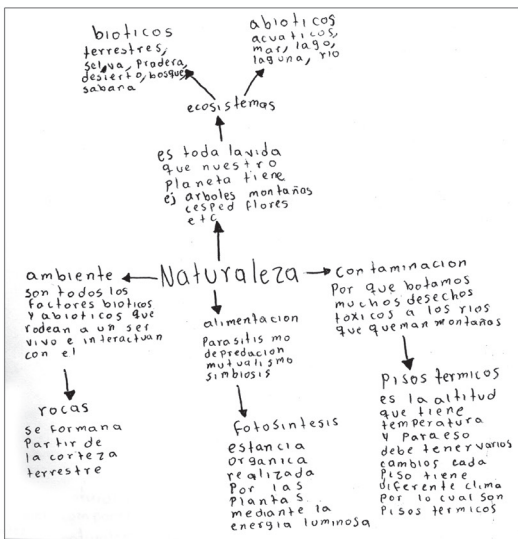 bioticos
terrestres,
selva, Pradera,
desierto, bosque,
sabana
abioticos
acuaticos,
mar, lago,
laguna, rio
ecosistemas
es toda la vida
que nuestro
Planeta tiene
ej arboles montañas
cesped flores
etc
Naturaleza
ambiente
son todos los
factores bioticos
y abioticos que
rodean a un ser
vivo e interactuan
con el
rocas
se forman a
Partir de
la corteza
terrestre
alimentacion
Parasitismo
depredacion
mutualismo
simbiosis
fotosintesis
estancia
organica
realizada
Por las
Plantas
mediante la
energia luminosa
contaminacion
Por que botamos
muchos desechos
toxicos a los rios
que queman montañas
Pisos termicos
es la altitud
que tiene
temperatura
y Para eso
debe tener varios
cambios cada
Piso tiene
diferente clima
Por lo cual son
Pisos termicos